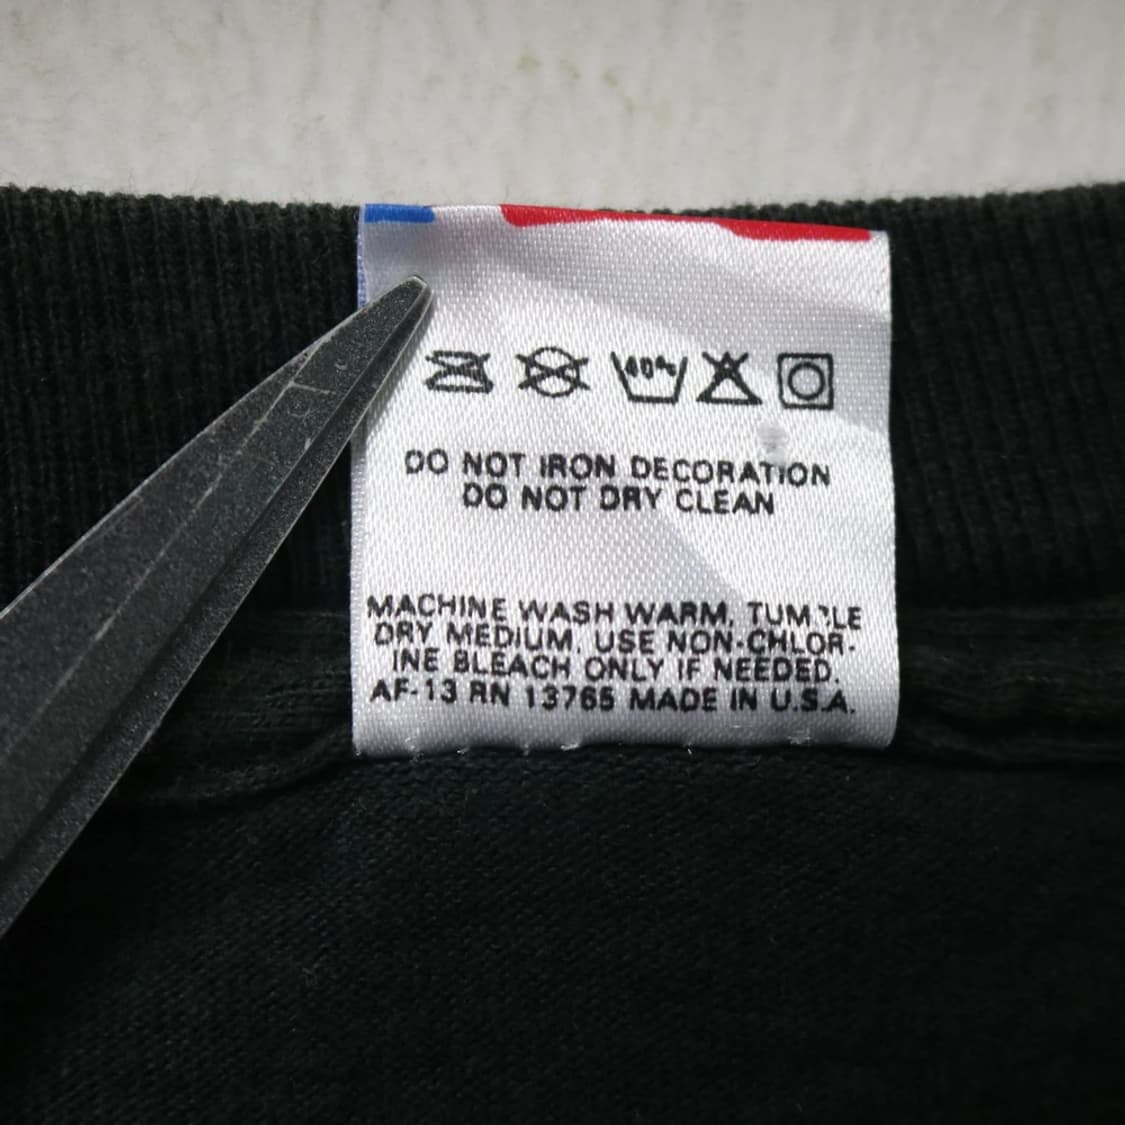 40°c
DO NOT IRON DECORATION
DO NOT DRY CLEAN
MACHINE WASH WARM, TUMBLE
DRY MEDIUM. USE NON-CHLOR-
INE BLEACH ONLY IF NEEDED.
AF-13 RN 13765 MADE IN U.S.A.